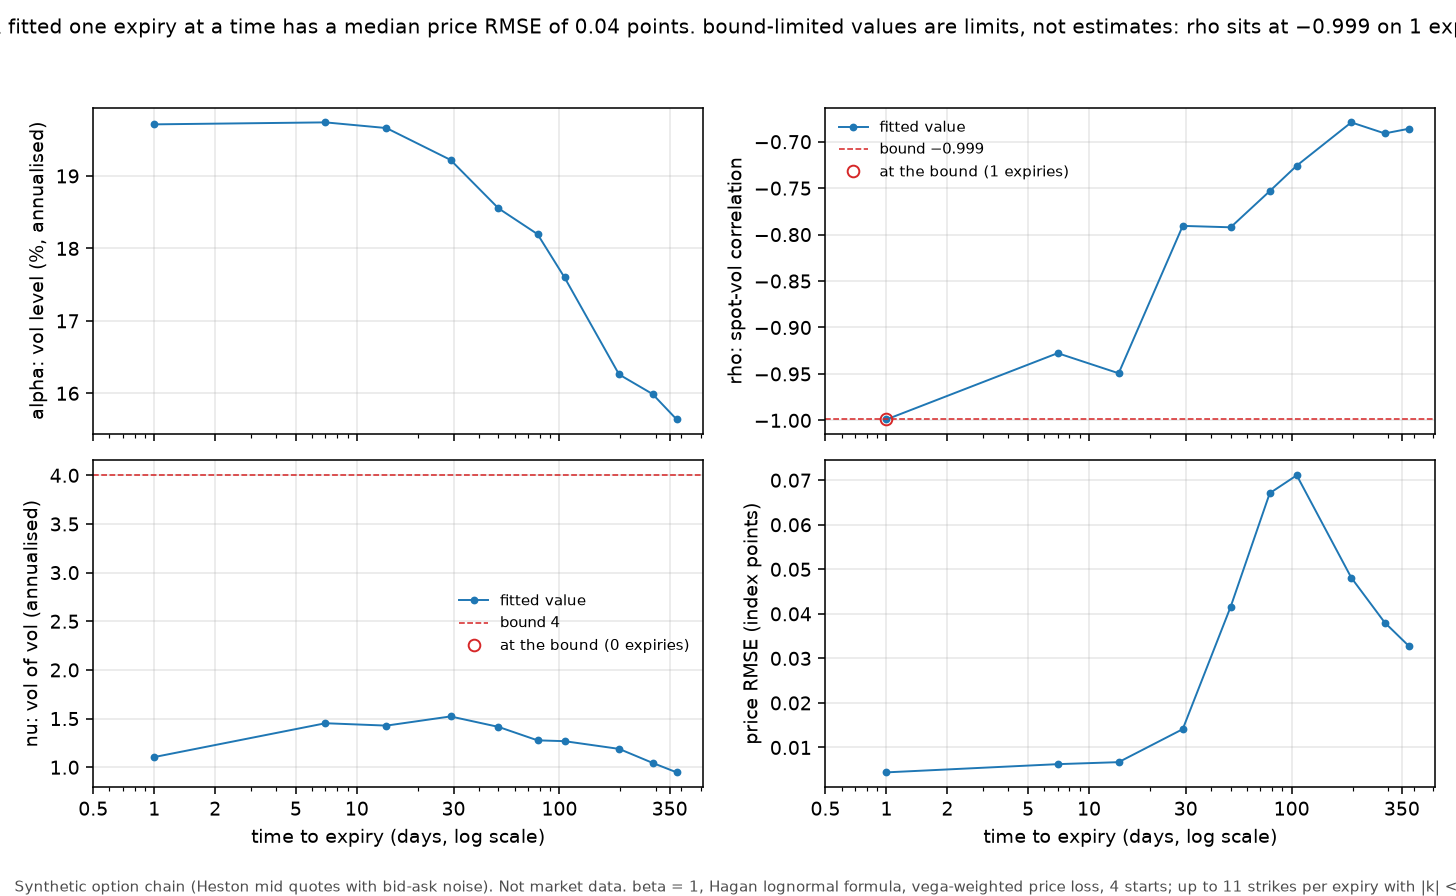 fitted one expiry at a time has a median price RMSE of 0.04 points. bound-limited values are limits, not estimates: rho sits at −0.999 on 1
alpha: vol level (%, annualised)
19
18
17
16
rho: spot-vol correlation
−0.70
−0.75
−0.80
−0.85
−0.90
−0.95
−1.00
fitted value
bound −0.999
at the bound (1 expiries)
nu: vol of vol (annualised)
4.0
3.5
3.0
2.5
2.0
1.5
1.0
fitted value
bound 4
at the bound (0 expiries)
0.5 1 2 5 10 30 100 350
time to expiry (days, log scale)
price RMSE (index points)
0.07
0.06
0.05
0.04
0.03
0.02
0.01
0.5 1 2 5 10 30 100 350
time to expiry (days, log scale)
Synthetic option chain (Heston mid quotes with bid-ask noise). Not market data. beta = 1, Hagan lognormal formula, vega-weighted price loss, 4 starts; up to 11 strikes per expiry with |k|